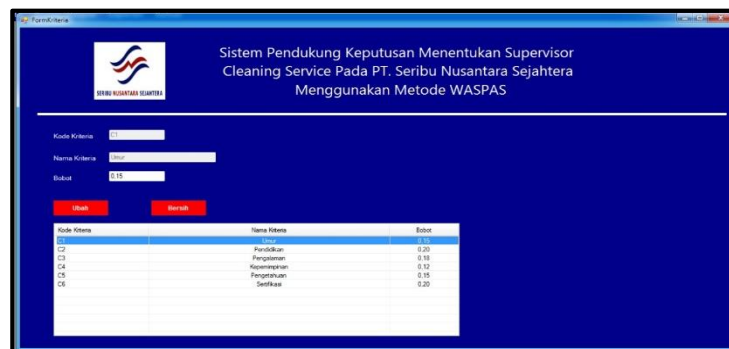 FormKriteria
SERIBU NUSANTARA SEJAHTERA
Sistem Pendukung Keputusan Menentukan Supervisor
Cleaning Service Pada PT. Seribu Nusantara Sejahtera
Menggunakan Metode WASPAS
Kode Kriteria C1
Nama Kriteria Umur
Bobot 0.15
Ubah Bersih
Kode Kriteria Nama Kriteria Bobot
C1 Umur 0.15
C2 Pendidikan 0.20
C3 Pengalaman 0.18
C4 Kepemimpinan 0.12
C5 Pengetahuan 0.15
C6 Sertifikasi 0.20